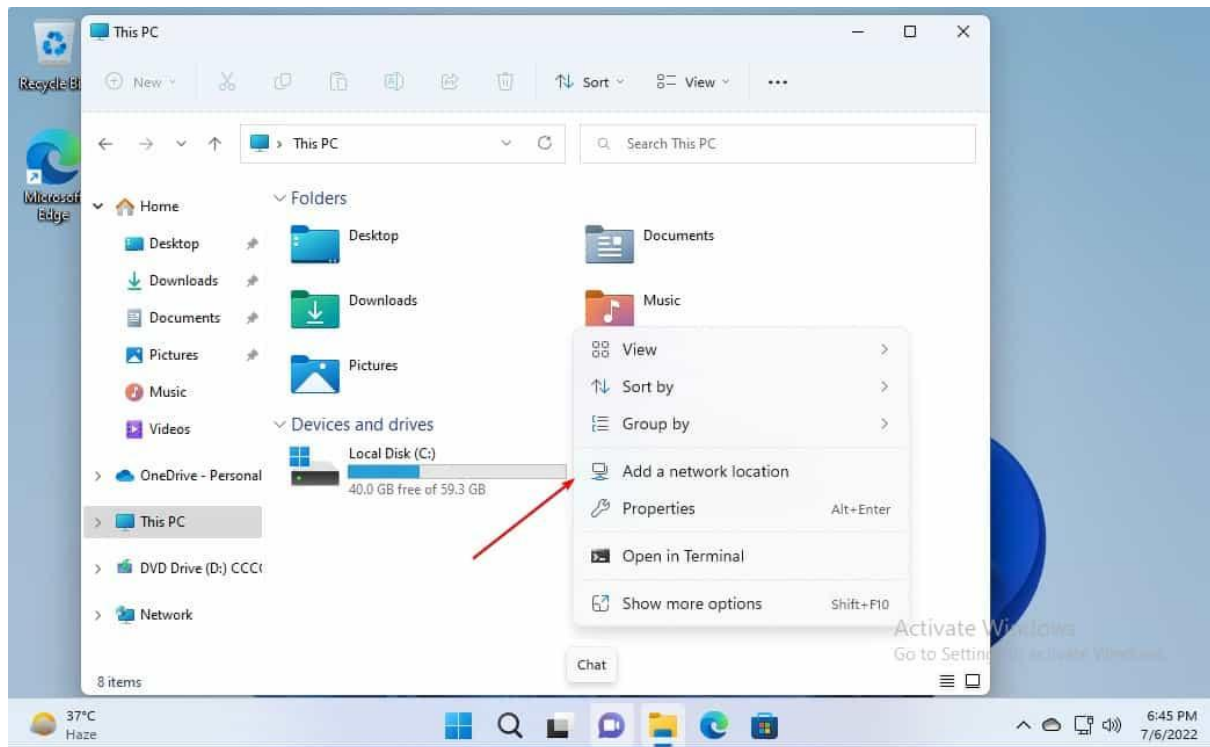 Recycle Bi
Microsoft
Edge
This PC
New
Sort
View
This PC
Search This PC
Home
Desktop
Downloads
Documents
Pictures
Music
Videos
OneDrive - Personal
This PC
DVD Drive (D:) CCC
Network
Folders
Desktop
Documents
Downloads
Music
Pictures
Devices and drives
Local Disk (C:)
40.0 GB free of 59.3 GB
View
Sort by
Group by
Add a network location
Properties Alt+Enter
Open in Terminal
Show more options Shift+F10
Chat
Activate Windows
Go to Settings to activate Windows.
8 items
37°C
Haze
6:45 PM
7/6/2022